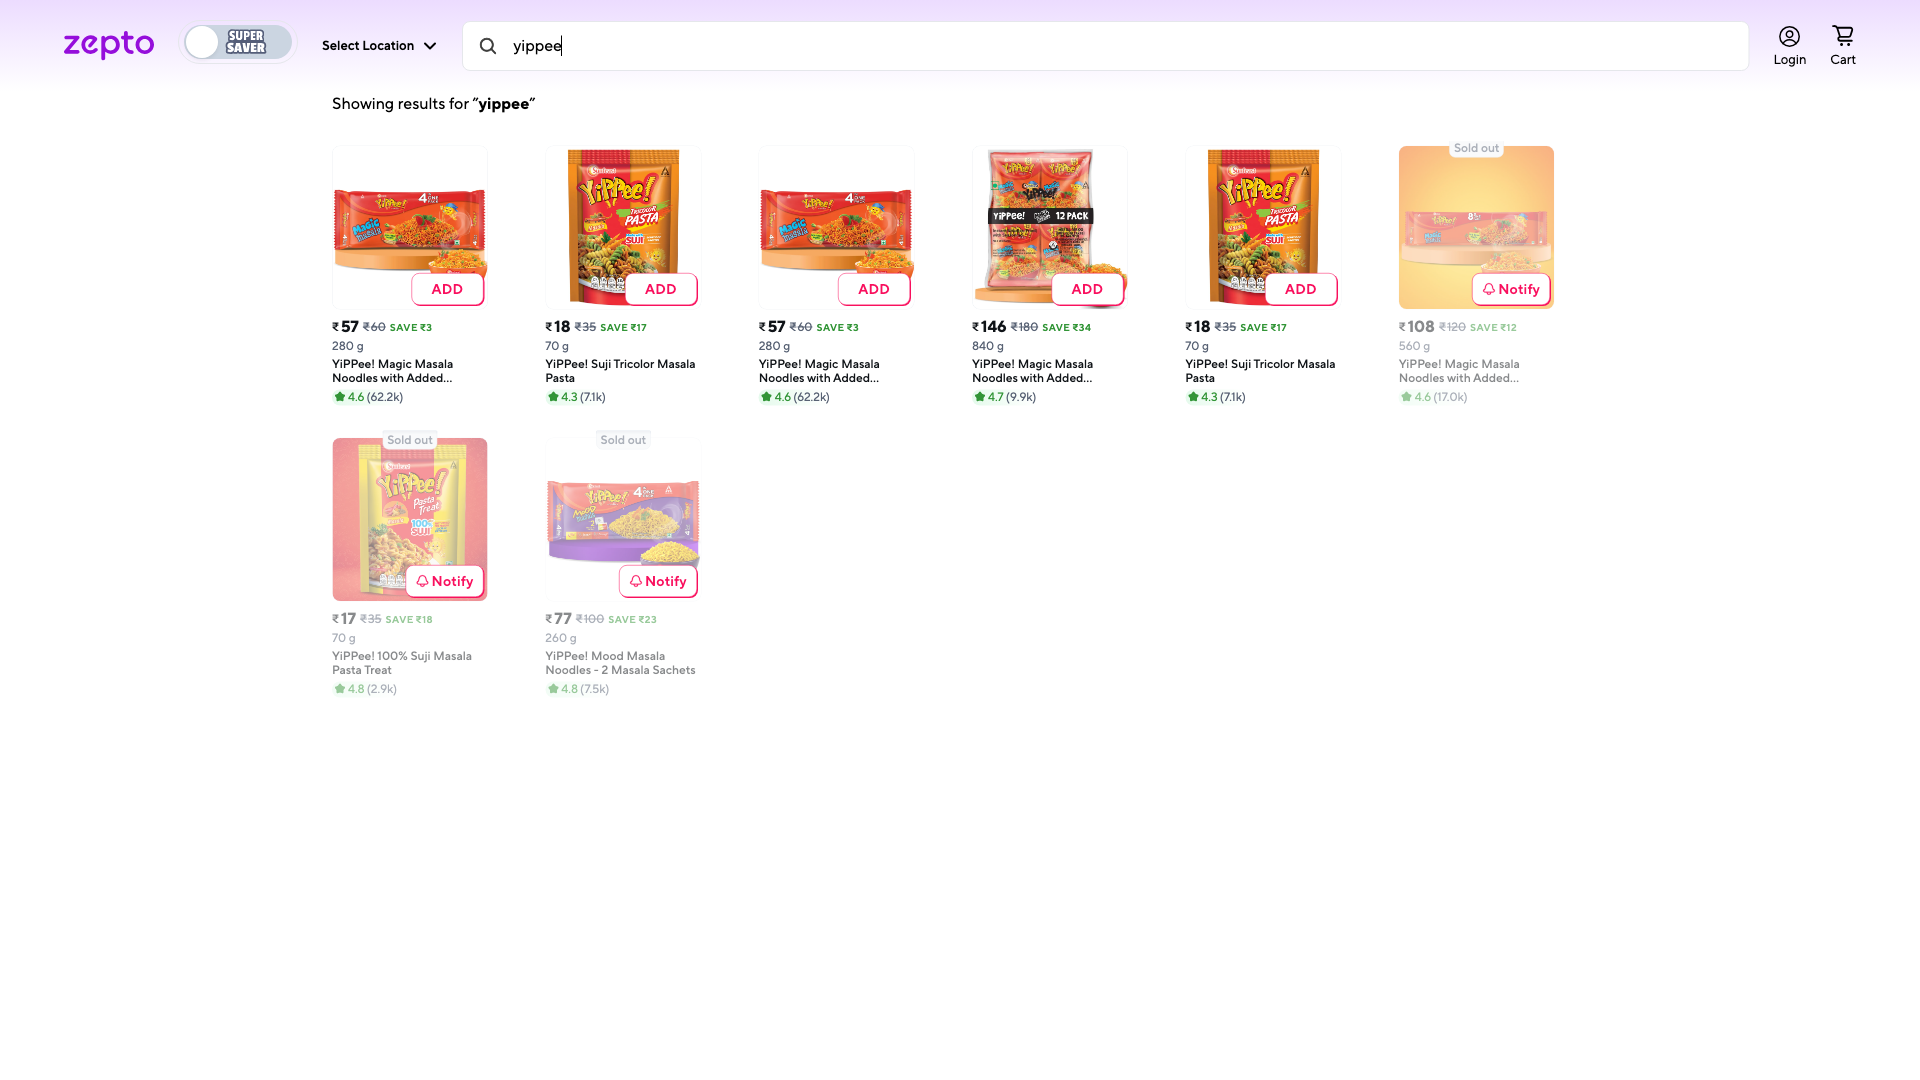 zepto
SUPER
SAVER
Select Location
yippee
Login
Cart
Showing results for “yippee”
Sold out
ADD
ADD
ADD
ADD
ADD
Notify
₹57 ₹60 SAVE ₹3
280 g
YiPPee! Magic Masala
Noodles with Added...
4.6 (62.2k)
₹18 ₹35 SAVE ₹17
70 g
YiPPee! Suji Tricolor Masala
Pasta
4.3 (7.1k)
₹57 ₹60 SAVE ₹3
280 g
YiPPee! Magic Masala
Noodles with Added...
4.6 (62.2k)
₹146 ₹180 SAVE ₹34
840 g
YiPPee! Magic Masala
Noodles with Added...
4.7 (9.9k)
₹18 ₹35 SAVE ₹17
70 g
YiPPee! Suji Tricolor Masala
Pasta
4.3 (7.1k)
₹108 ₹120 SAVE ₹12
560 g
YiPPee! Magic Masala
Noodles with Added...
4.6 (17.0k)
Sold out
Notify
₹17 ₹35 SAVE ₹18
70 g
YiPPee! 100% Suji Masala
Pasta Treat
4.8 (2.9k)
Sold out
Notify
₹77 ₹100 SAVE ₹23
260 g
YiPPee! Mood Masala
Noodles - 2 Masala Sachets
4.8 (7.5k)